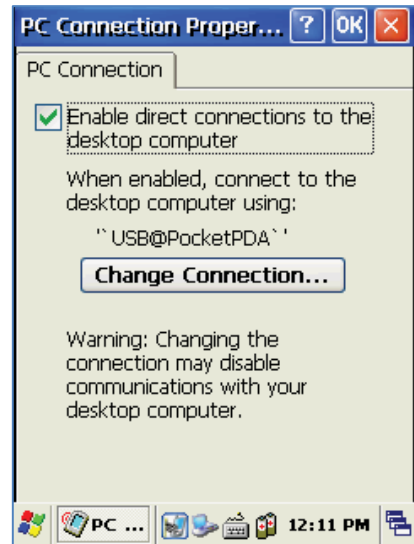 PC Connection Proper... ? OK
PC Connection
Enable direct connections to the
desktop computer
When enabled, connect to the
desktop computer using:
'`USB@PocketPDA`'
Change Connection...
Warning: Changing the
connection may disable
communications with your
desktop computer.
PC ... 12:11 PM